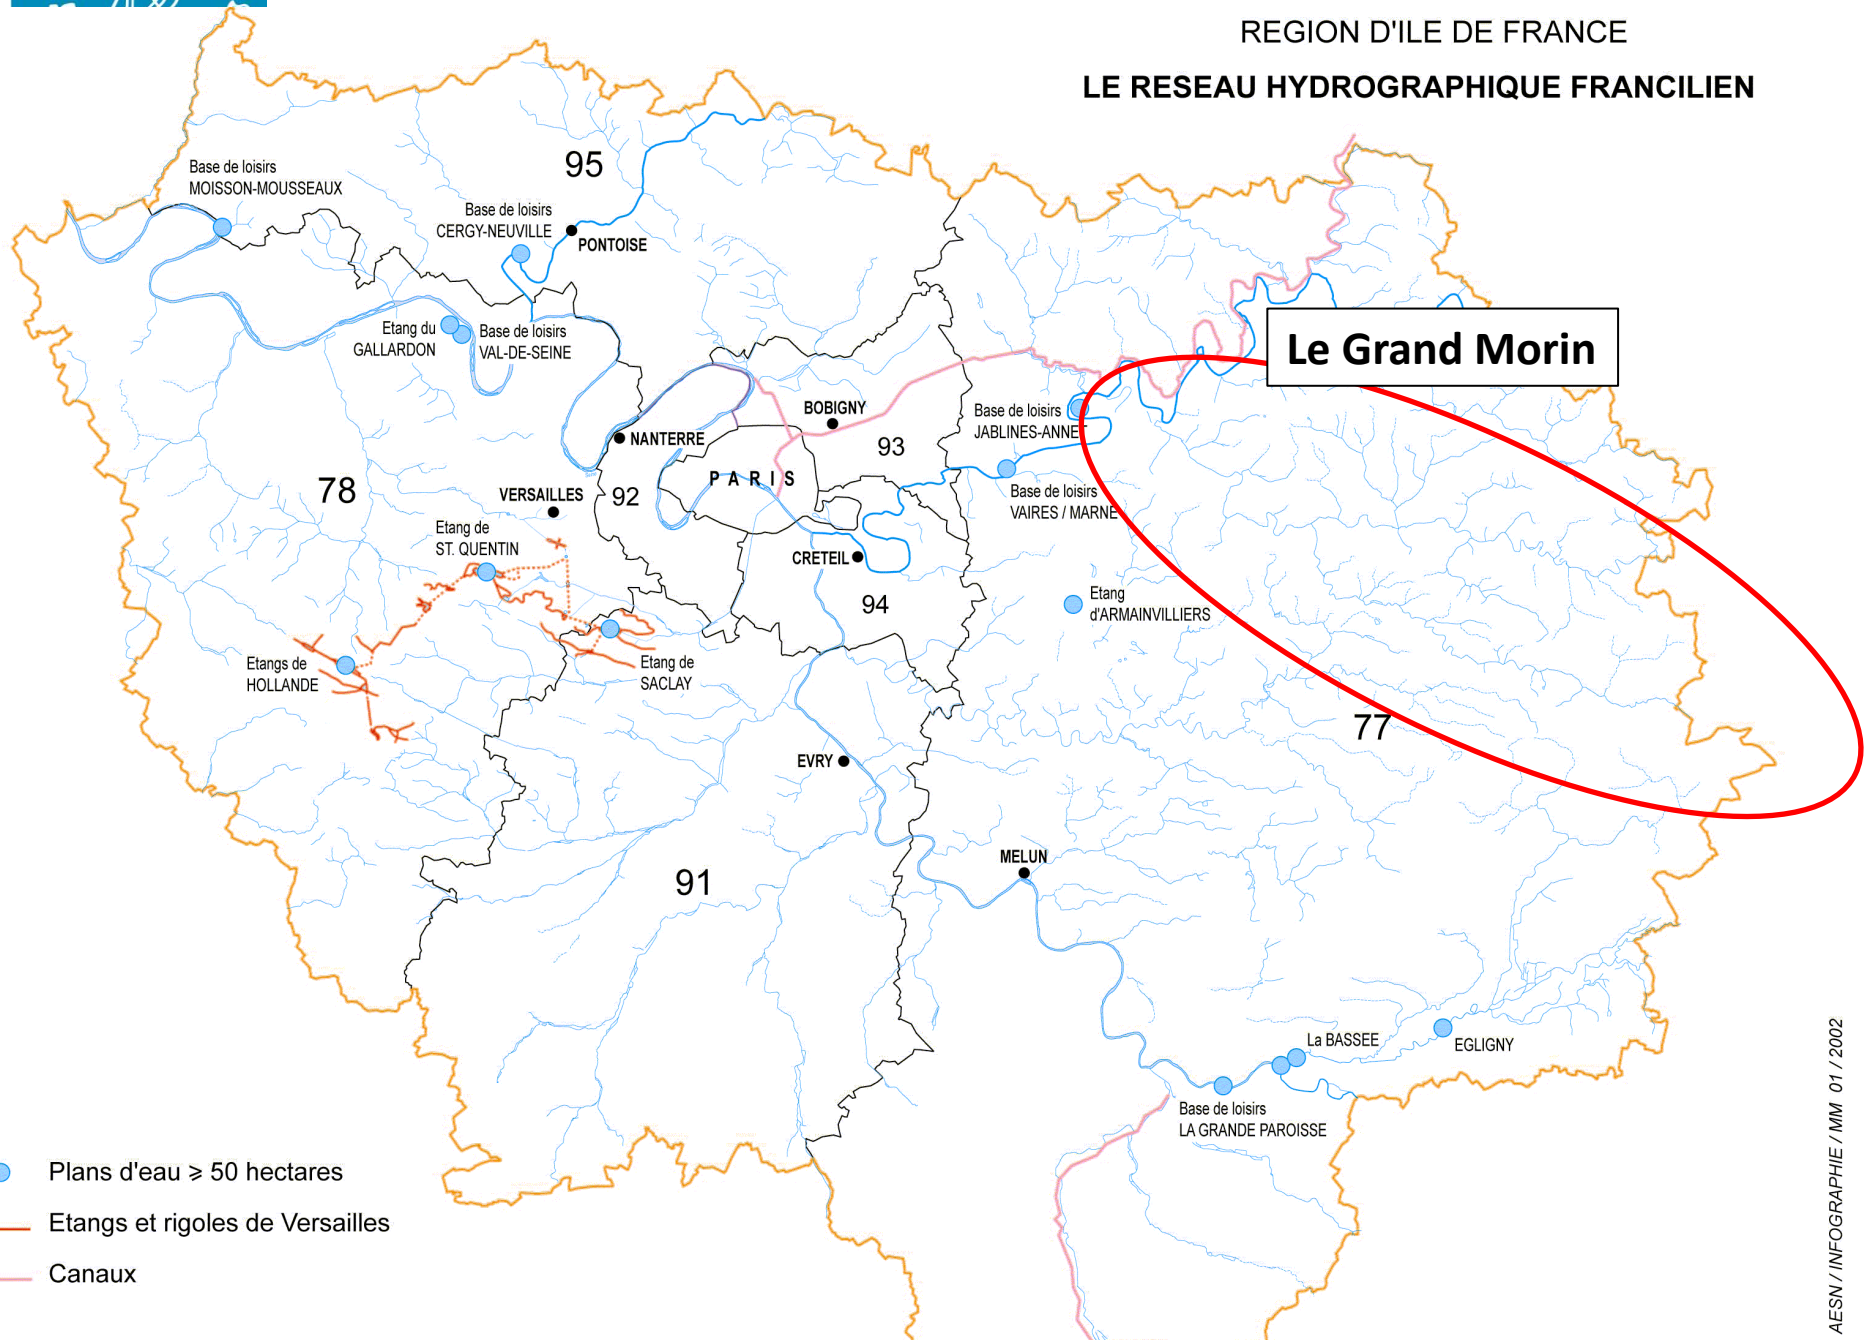 REGION D'ILE DE FRANCE
LE RESEAU HYDROGRAPHIQUE FRANCILIEN
95
Base de loisirs
MOISSON-MOUSSEAUX
Base de loisirs
CERGY-NEUVILLE
PONTOISE
Etang du
GALLARDON
Base de loisirs
VAL-DE-SEINE
Le Grand Morin
BOBIGNY
NANTERRE
93
Base de loisirs
JABLINES-ANNET
PARIS
78
VERSAILLES
92
Base de loisirs
VAIRES / MARNE
Etang de
ST. QUENTIN
CRETEIL
94
Etang
d'ARMAINVILLIERS
Etangs de
HOLLANDE
Etang de
SACLAY
77
EVRY
MELUN
91
La BASSEE
EGLIGNY
Base de loisirs
LA GRANDE PAROISSE
Plans d'eau ⩾ 50 hectares
Etangs et rigoles de Versailles
Canaux
AESN / INFOGRAPHIE / MM 01 / 2002